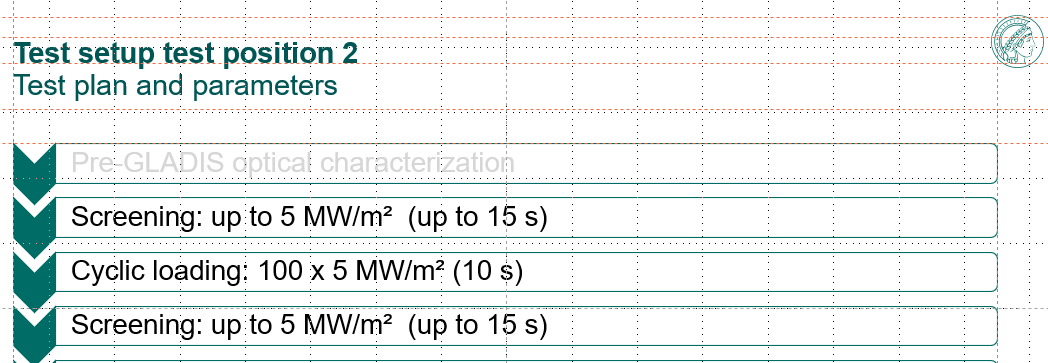 Test setup test position 2
Test plan and parameters
Pre-GLADIS optical characterization
Screening: up to 5 MW/m²  (up to 15 s)
Cyclic loading: 100 x 5 MW/m² (10 s)
Screening: up to 5 MW/m²  (up to 15 s)